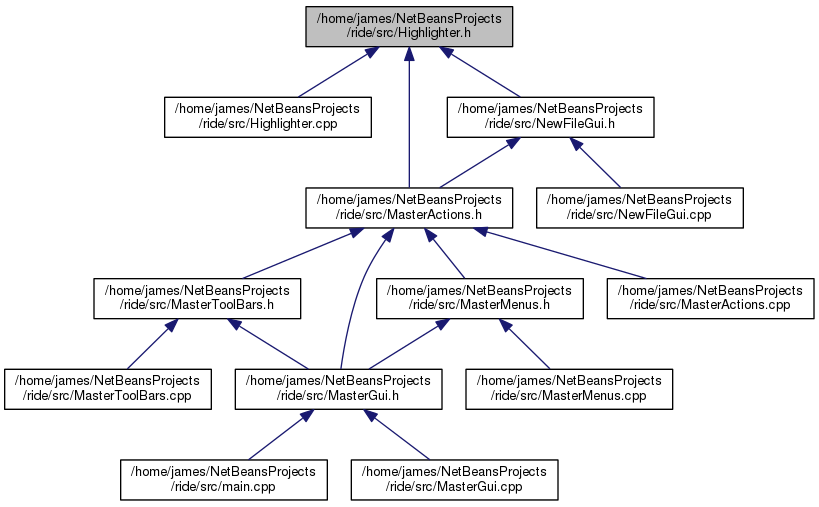 /home/james/NetBeansProjects
/ride/src/Highlighter.h
/home/james/NetBeansProjects
/ride/src/Highlighter.cpp
/home/james/NetBeansProjects
/ride/src/NewFileGui.h
/home/james/NetBeansProjects
/ride/src/MasterActions.h
/home/james/NetBeansProjects
/ride/src/NewFileGui.cpp
/home/james/NetBeansProjects
/ride/src/MasterToolBars.h
/home/james/NetBeansProjects
/ride/src/MasterMenus.h
/home/james/NetBeansProjects
/ride/src/MasterActions.cpp
/home/james/NetBeansProjects
/ride/src/MasterToolBars.cpp
/home/james/NetBeansProjects
/ride/src/MasterGui.h
/home/james/NetBeansProjects
/ride/src/MasterMenus.cpp
/home/james/NetBeansProjects
/ride/src/main.cpp
/home/james/NetBeansProjects
/ride/src/MasterGui.cpp